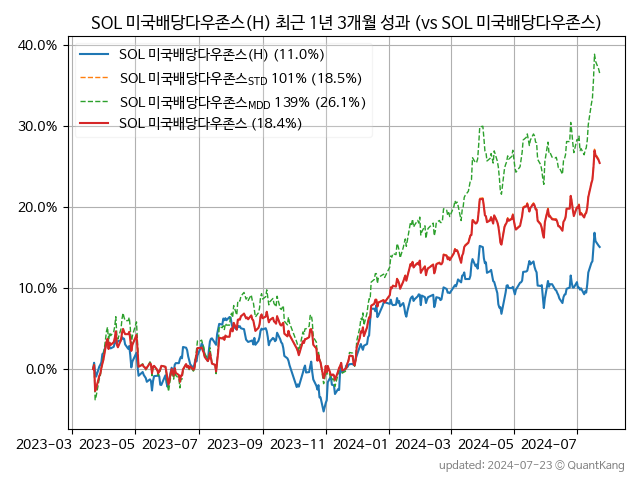 SOL 미국배당다우존스(H) 최근 1년 3개월 성과 (vs SOL 미국배당다우존스)
SOL 미국배당다우존스(H) (11.0%)
SOL 미국배당다우존스STD 101% (18.5%)
SOL 미국배당다우존스MDD 139% (26.1%)
SOL 미국배당다우존스 (18.4%)
40.0%
30.0%
20.0%
10.0%
0.0%
2023-03 2023-05 2023-07 2023-09 2023-11 2024-01 2024-03 2024-05 2024-07
updated: 2024-07-23 © QuantKang